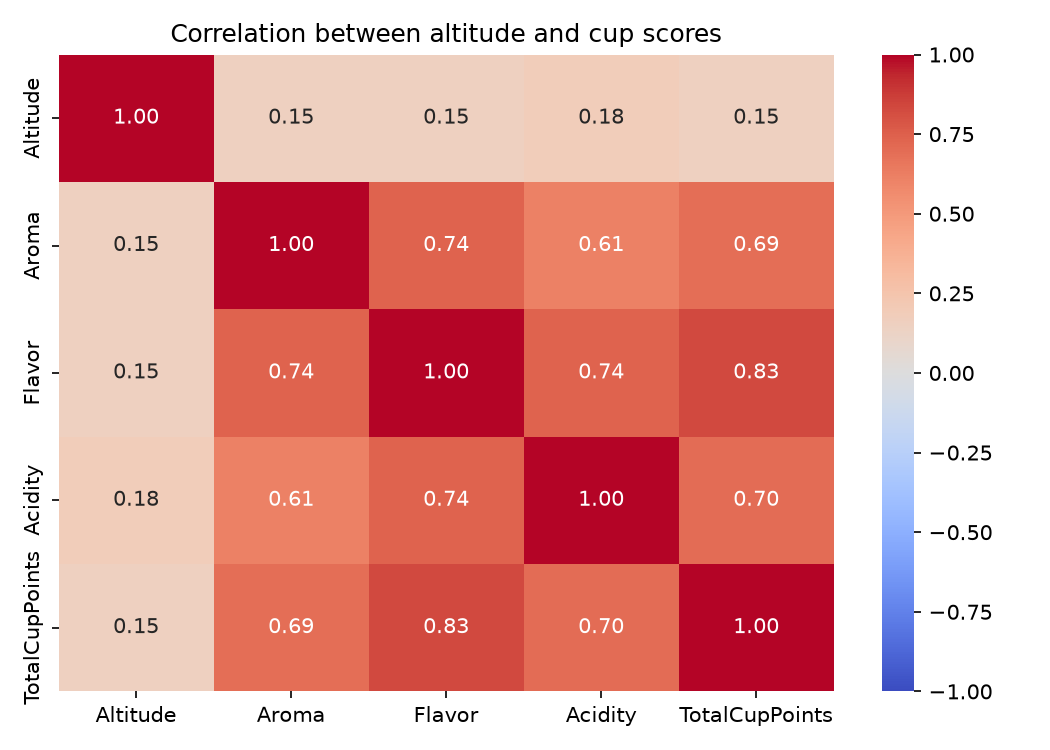 Correlation between altitude and cup scores
Altitude 1.00 0.15 0.15 0.18 0.15
Aroma 0.15 1.00 0.74 0.61 0.69
Flavor 0.15 0.74 1.00 0.74 0.83
Acidity 0.18 0.61 0.74 1.00 0.70
TotalCupPoints 0.15 0.69 0.83 0.70 1.00
Altitude Aroma Flavor Acidity TotalCupPoints
1.00
0.75
0.50
0.25
0.00
−0.25
−0.50
−0.75
−1.00